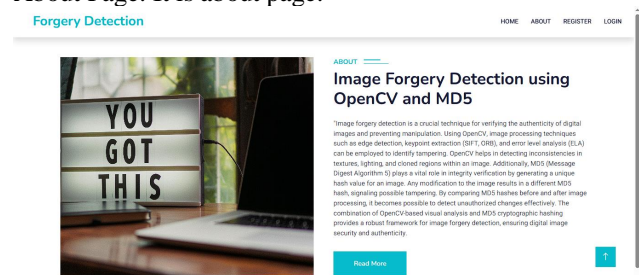 About Page: It is about page.
Forgery Detection
HOME ABOUT REGISTER LOGIN
ABOUT
Image Forgery Detection using
OpenCV and MD5
"Image forgery detection is a crucial technique for verifying the authenticity of digital
images and preventing manipulation. Using OpenCV, image processing techniques
such as edge detection, keypoint extraction (SIFT, ORB), and error level analysis (ELA)
can be employed to identify tampering. OpenCV helps in detecting inconsistencies in
textures, lighting, and cloned regions within an image. Additionally, MD5 (Message
Digest Algorithm 5) plays a vital role in integrity verification by generating a unique
hash value for an image. Any modification to the image results in a different MD5
hash, signaling possible tampering. By comparing MD5 hashes before and after image
processing, it becomes possible to detect unauthorized changes effectively. The
combination of OpenCV-based visual analysis and MD5 cryptographic hashing
provides a robust framework for image forgery detection, ensuring digital image
security and authenticity.
Read More
YOU
GOT
THIS